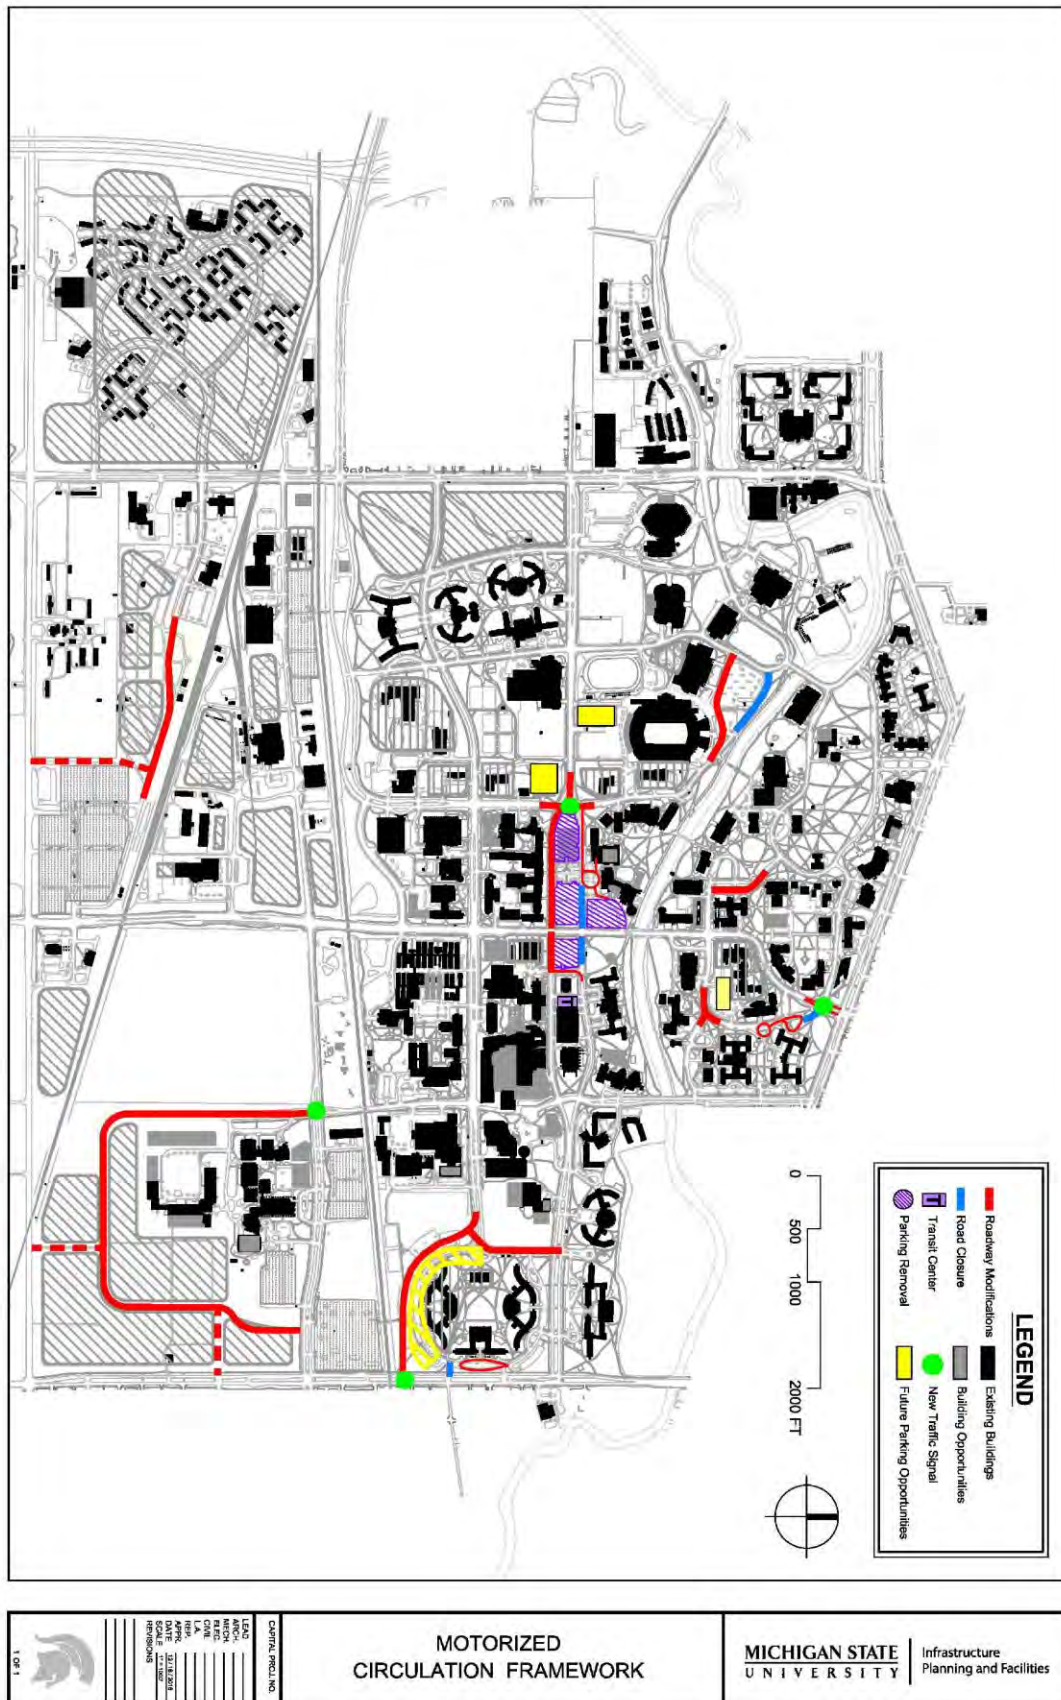 LEGEND
Roadway Modifications
Road Closure
Transit Center
Parking Removal
Existing Buildings
Building Opportunities
New Traffic Signal
Future Parking Opportunities
0
500
1000
2000 FT
MOTORIZED
CIRCULATION FRAMEWORK
MICHIGAN STATE
UNIVERSITY
Infrastructure
Planning and Facilities
CAPITAL PROJ. NO.
LEAD
ARCH.
MECH.
ELEC.
CIVIL
L.A.
REP.
APPR.
DATE
SCALE
REVISIONS
1 OF 1